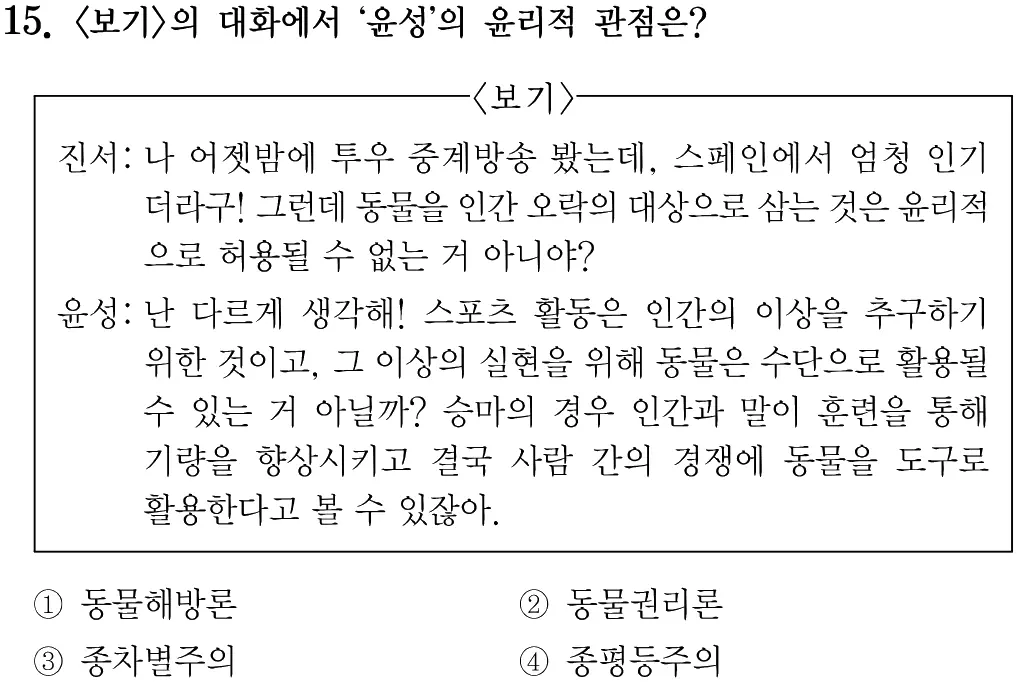 15. 〈보기〉의 대화에서 ‘윤성’의 윤리적 관점은?
〈보기〉
진서: 나 어젯밤에 투우 중계방송 봤는데, 스페인에서 엄청 인기
더라구! 그런데 동물을 인간 오락의 대상으로 삼는 것은 윤리적
으로 허용될 수 없는 거 아니야?
윤성: 난 다르게 생각해! 스포츠 활동은 인간의 이상을 추구하기
위한 것이고, 그 이상의 실현을 위해 동물은 수단으로 활용될
수 있는 거 아닐까? 승마의 경우 인간과 말이 훈련을 통해
기량을 향상시키고 결국 사람 간의 경쟁에 동물을 도구로
활용한다고 볼 수 있잖아.
① 동물해방론 ② 동물권리론
③ 종차별주의 ④ 종평등주의